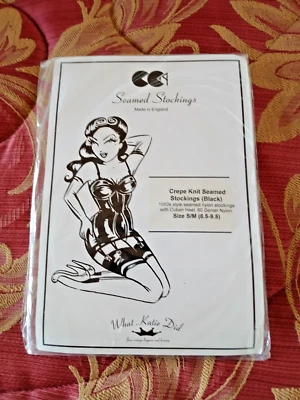 Seamed Stockings
Made in England
Crepe Knit Seamed
Stockings (Black)
1950s style seamed nylon stockings
with Cuban Heel. 60 Denier Nylon.
Size S/M (8.5-9.5)
What Katie Did